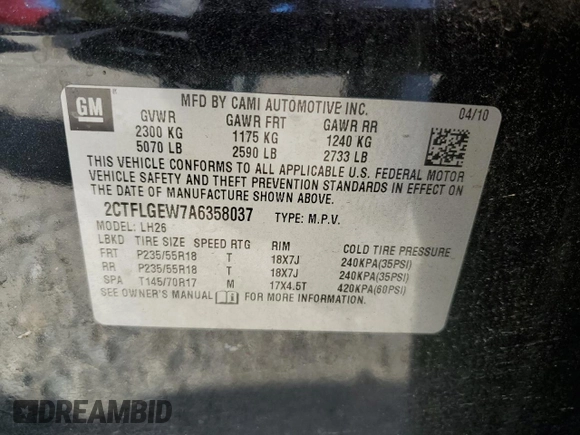 GM
MFD BY CAMI AUTOMOTIVE INC.
04/10
GVWR GAWR FRT GAWR RR
2300 KG 1175 KG 1240 KG
5070 LB 2590 LB 2733 LB
THIS VEHICLE CONFORMS TO ALL APPLICABLE U.S. FEDERAL MOTOR
VEHICLE SAFETY AND THEFT PREVENTION STANDARDS IN EFFECT ON
THE DATE OF MANUFACTURE SHOWN ABOVE.
2CTFLGEW7A6358037 TYPE: M.P.V.
MODEL: LH26
LBKD TIRE SIZE SPEED RTG RIM COLD TIRE PRESSURE
FRT P235/55R18 T 18X7J 240KPA(35PSI)
RR P235/55R18 T 18X7J 240KPA(35PSI)
SPA T145/70R17 M 17X4.5T 420KPA(60PSI)
SEE OWNER'S MANUAL FOR MORE INFORMATION.
DREAMBID